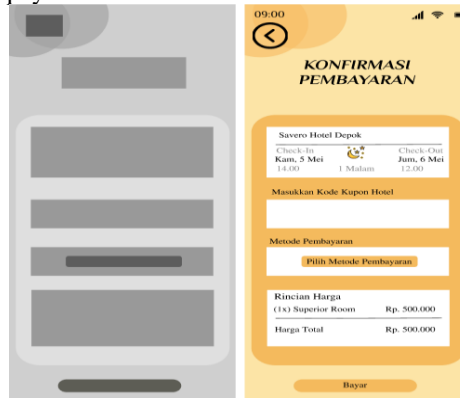 09:00
KONFIRMASI
PEMBAYARAN
Savero Hotel Depok
Check-In Check-Out
Kam, 5 Mei Jum, 6 Mei
14.00 1 Malam 12.00
Masukkan Kode Kupon Hotel
Metode Pembayaran
Pilih Metode Pembayaran
Rincian Harga
(1x) Superior Room Rp. 500.000
Harga Total Rp. 500.000
Bayar